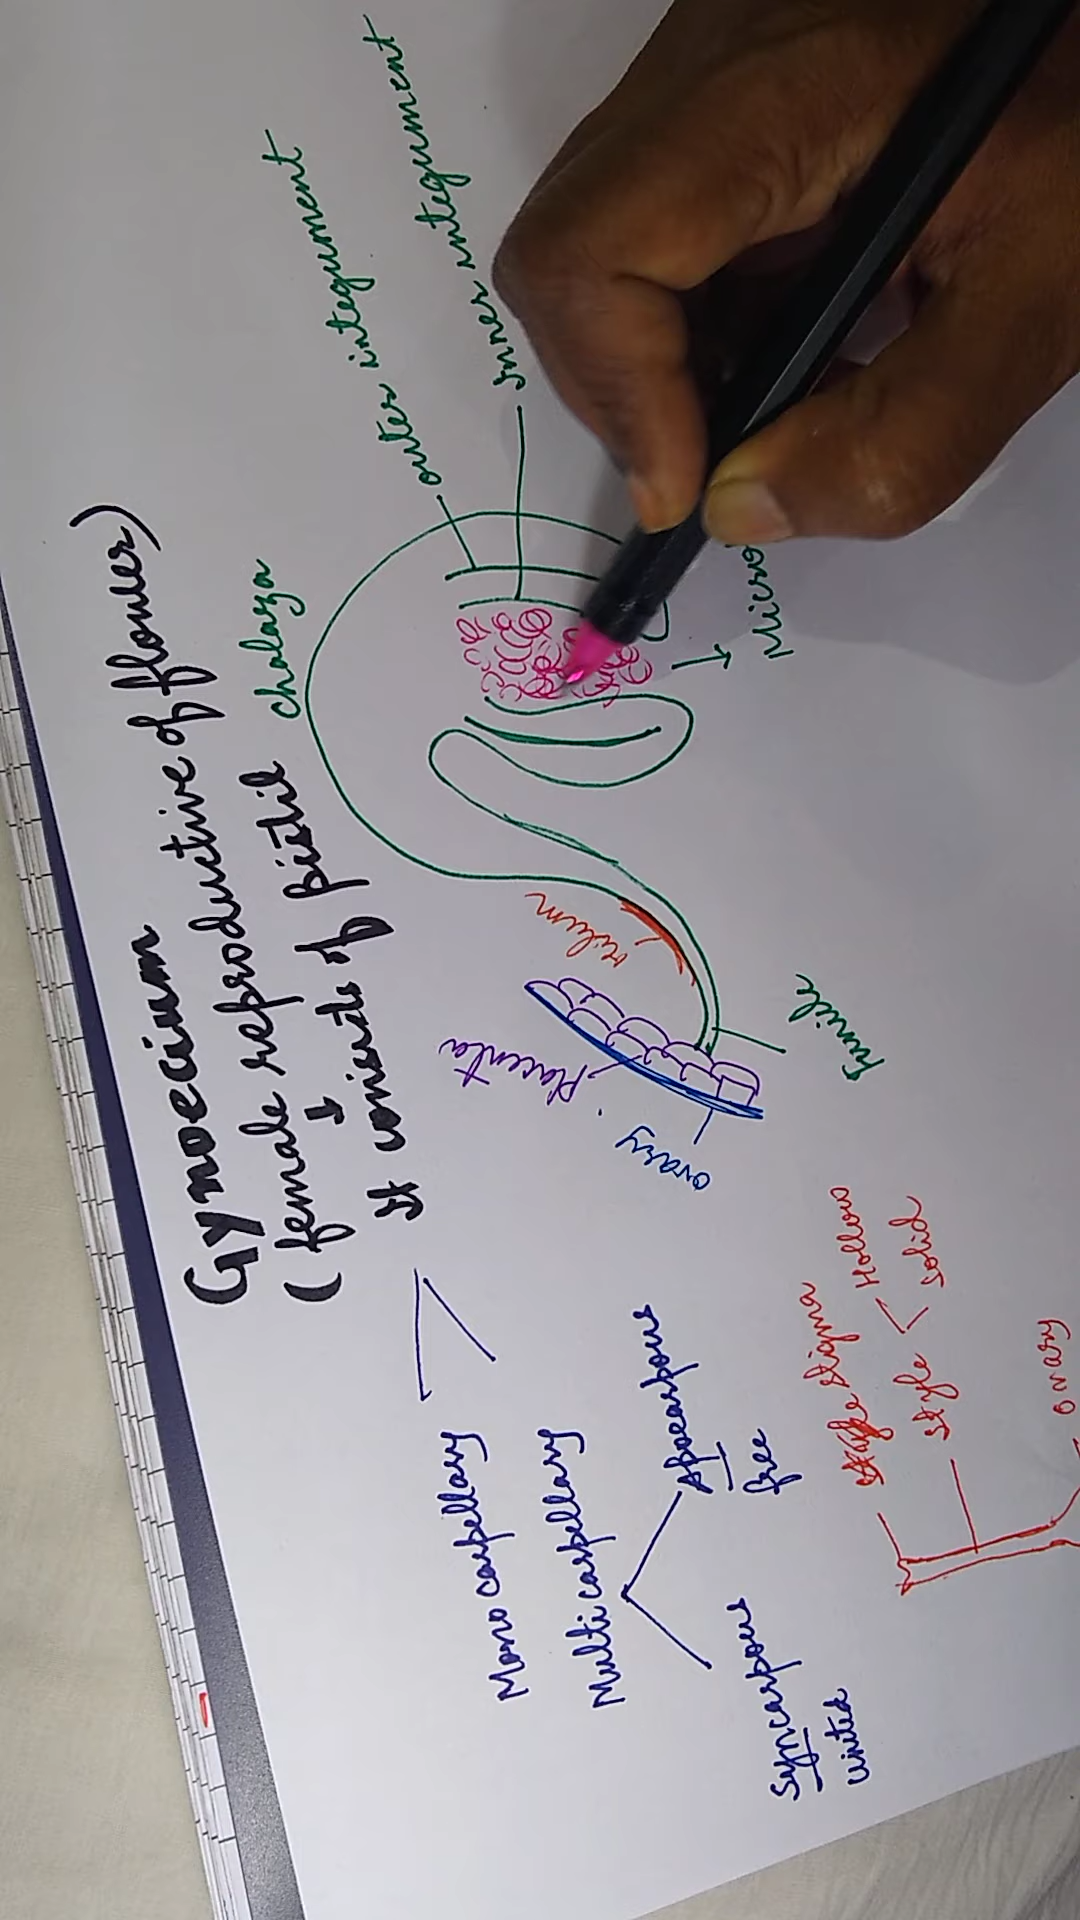 Gynoecium
( female reproductive of flower)
It consists of pistil
Mono carpellary
Multi carpellary
Syncarpous
United
Apocarpous
free
stigma
style
Hollow
solid
ovary
chalaza
outer integument
Inner integument
Micro
Hilum
Placenta
ovary
Funicle